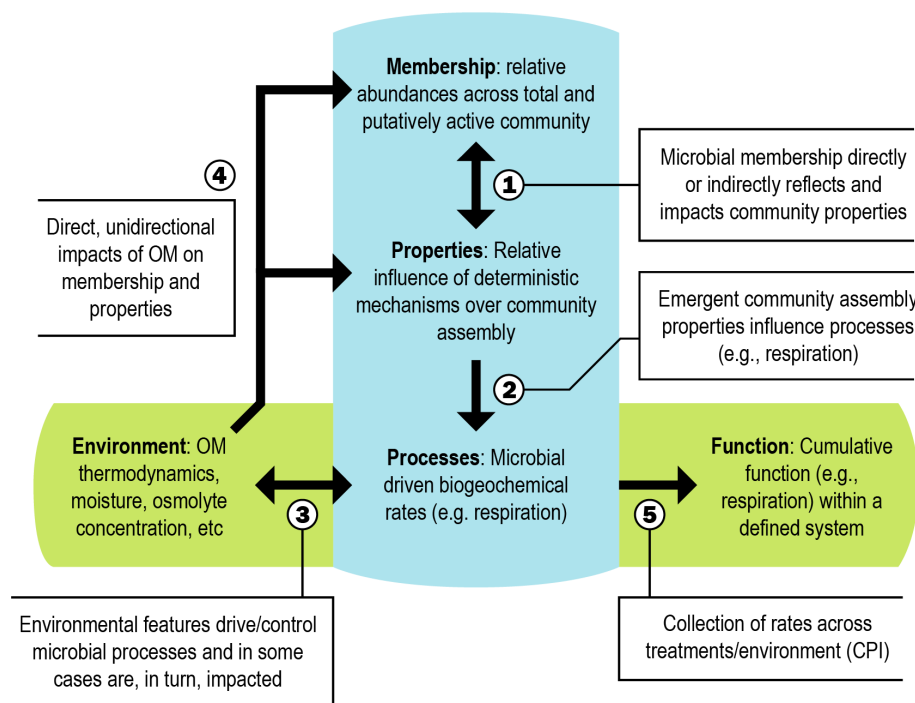 Membership: relative
abundances across total and
putatively active community
4
1
Microbial membership directly
or indirectly reflects and
impacts community properties
Direct, unidirectional
impacts of OM on
membership and
properties
Properties: Relative
influence of deterministic
mechanisms over community
assembly
Emergent community assembly
properties influence processes
(e.g., respiration)
2
Environment: OM
thermodynamics,
moisture, osmolyte
concentration, etc
3
Processes: Microbial
driven biogeochemical
rates (e.g. respiration)
5
Function: Cumulative
function (e.g.,
respiration) within a
defined system
Environmental features drive/control
microbial processes and in some
cases are, in turn, impacted
Collection of rates across
treatments/environment (CPI)